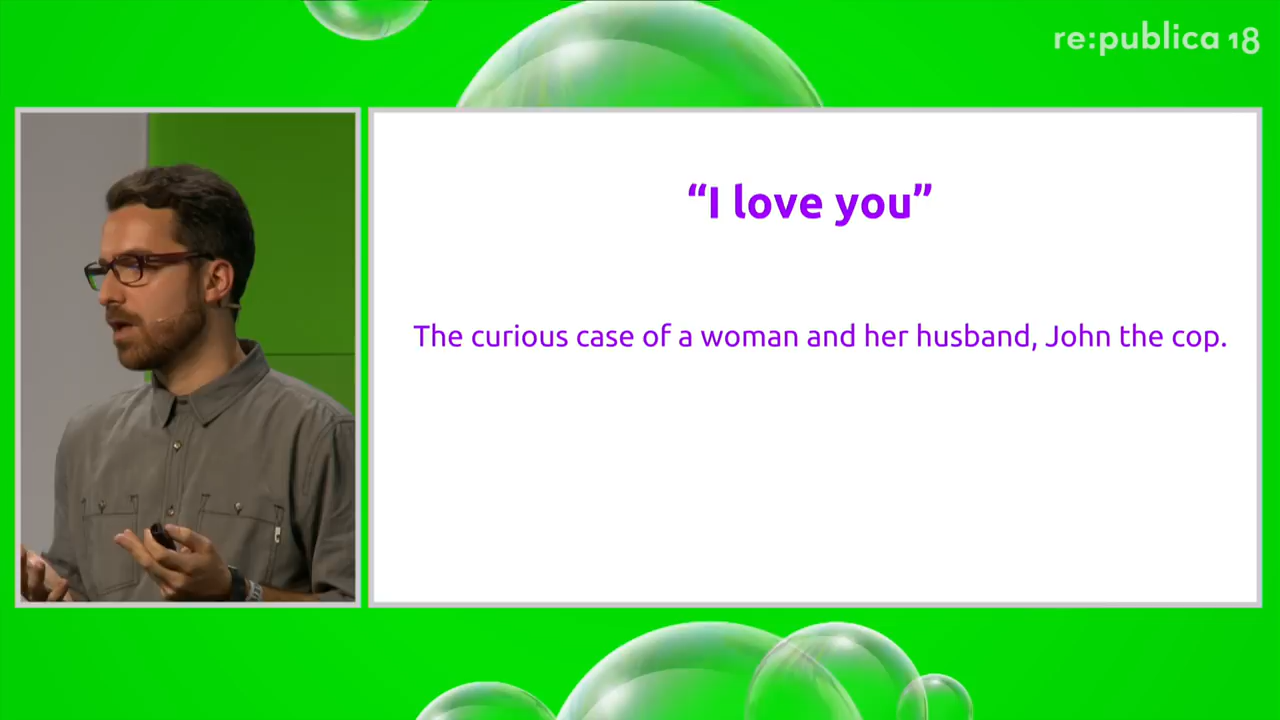 re:publica 18
“I love you”
The curious case of a woman and her husband, John the cop.